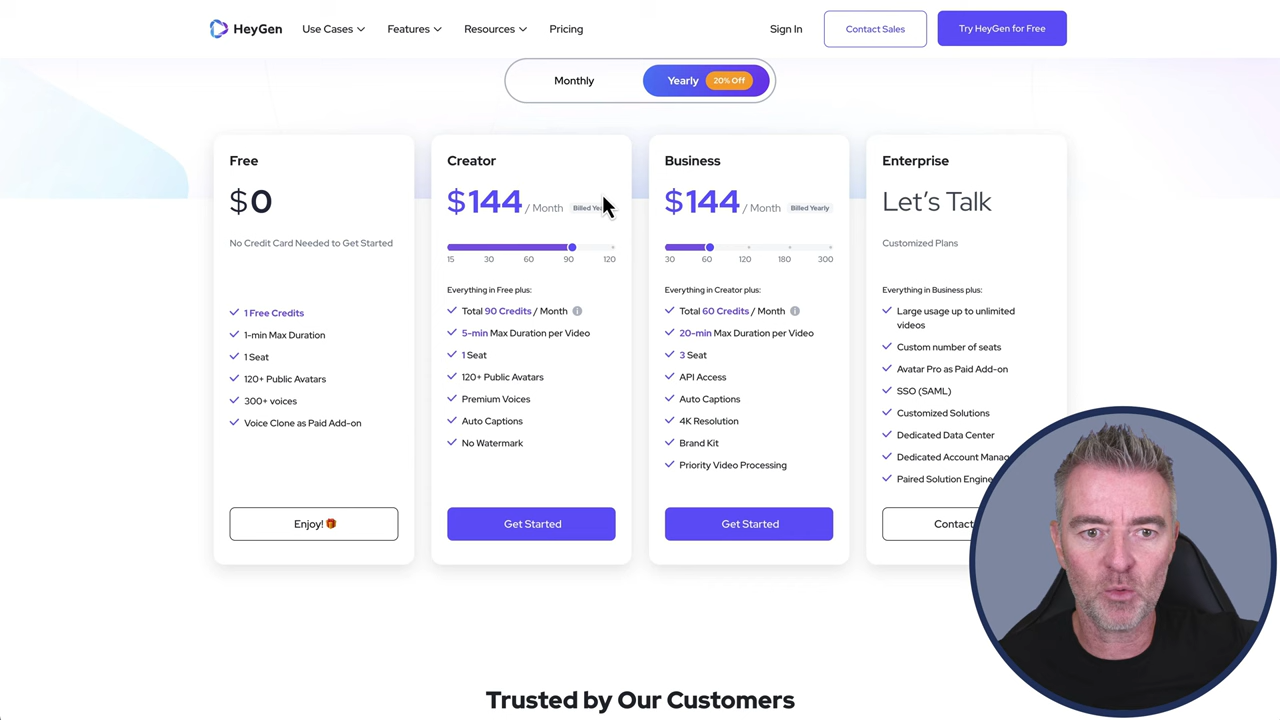 HeyGen
Use Cases
Features
Resources
Pricing
Sign In
Contact Sales
Try HeyGen for Free
Monthly
Yearly
20% Off
Free
$0
No Credit Card Needed to Get Started
1 Free Credits
1-min Max Duration
1 Seat
120+ Public Avatars
300+ voices
Voice Clone as Paid Add-on
Enjoy!
Creator
$144 / Month
Billed
15 30 60 90 120
Everything in Free plus:
Total 90 Credits / Month
5-min Max Duration per Video
1 Seat
120+ Public Avatars
Premium Voices
Auto Captions
No Watermark
Get Started
Business
$144 / Month
Billed Yearly
30 60 120 180 300
Everything in Creator plus:
Total 60 Credits / Month
20-min Max Duration per Video
3 Seat
API Access
Auto Captions
4K Resolution
Brand Kit
Priority Video Processing
Get Started
Enterprise
Let's Talk
Customized Plans
Everything in Business plus:
Large usage up to unlimited
videos
Custom number of seats
Avatar Pro as Paid Add-on
SSO (SAML)
Customized Solutions
Dedicated Data Center
Dedicated Account
Paired Solution
Contact
Trusted by Our Customers